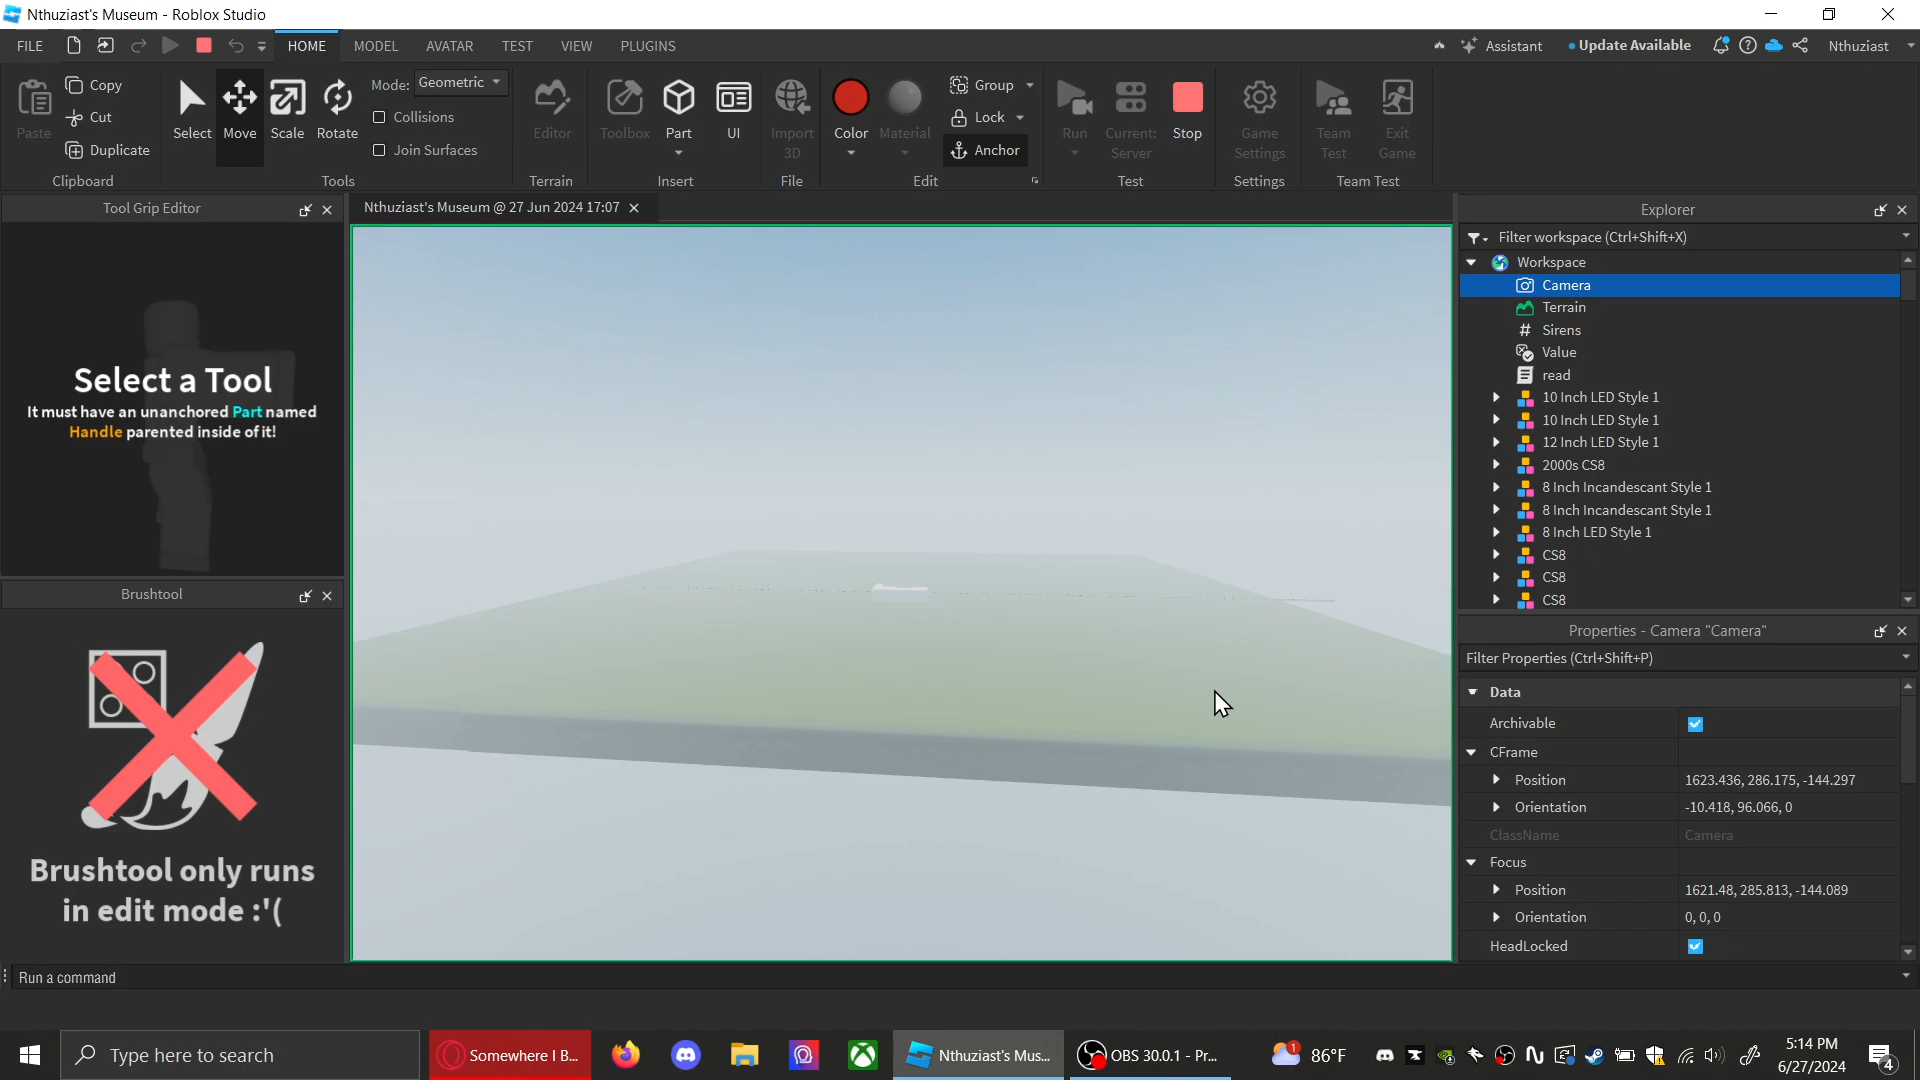 Nthuziast's Museum - Roblox Studio
FILE
HOME
MODEL
AVATAR
TEST
VIEW
PLUGINS
Assistant
Update Available
Nthuziast
Paste
Copy
Cut
Duplicate
Clipboard
Select
Move
Scale
Rotate
Mode: Geometric
Collisions
Join Surfaces
Tools
Editor
Terrain
Toolbox
Part
UI
Insert
Import
3D
File
Color
Material
Group
Lock
Anchor
Edit
Run
Current:
Server
Stop
Test
Game
Settings
Settings
Team
Test
Exit
Game
Team Test
Tool Grip Editor
Select a Tool
It must have an unanchored Part named
Handle parented inside of it!
Brushtool
Brushtool only runs
in edit mode :'(
Nthuziast's Museum @ 27 Jun 2024 17:07
Explorer
Filter workspace (Ctrl+Shift+X)
Workspace
Camera
Terrain
Sirens
Value
read
10 Inch LED Style 1
10 Inch LED Style 1
12 Inch LED Style 1
2000s CS8
8 Inch Incandescant Style 1
8 Inch Incandescant Style 1
8 Inch LED Style 1
CS8
CS8
CS8
Properties - Camera "Camera"
Filter Properties (Ctrl+Shift+P)
Data
Archivable
CFrame
Position 1623.436, 286.175, -144.297
Orientation -10.418, 96.066, 0
ClassName Camera
Focus
Position 1621.48, 285.813, -144.089
Orientation 0, 0, 0
HeadLocked
Run a command
Type here to search
Somewhere I B...
Nthuziast's Mus...
OBS 30.0.1 - Pr...
1
86°F
5:14 PM
6/27/2024
4